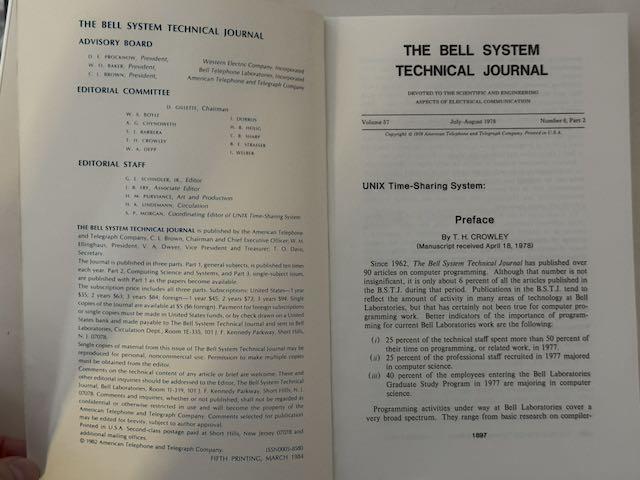 THE BELL SYSTEM TECHNICAL JOURNAL
ADVISORY BOARD
D. E. PROCKNOW, President, Western Electric Company, Incorporated
W. O. BAKER, President, Bell Telephone Laboratories, Incorporated
C. L. BROWN, President, American Telephone and Telegraph Company
EDITORIAL COMMITTEE
D. GILLETTE, Chairman
W. S. BOYLE
A. G. CHYNOWETH
S. J. BARBERA
T. H. CROWLEY
W. A. DEPP
I. DORROS
H. B. HEILIG
C. B. SHARP
B. E. STRASSER
I. WELBER
EDITORIAL STAFF
G. E. SCHINDLER, JR., Editor
J. B. FRY, Associate Editor
H. M. PURVIANCE, Art and Production
H. A. LINDEMANN, Circulation
S. P. MORGAN, Coordinating Editor of UNIX Time-Sharing System
THE BELL SYSTEM TECHNICAL JOURNAL is published by the American Telephone
and Telegraph Company, C. L. Brown, Chairman and Chief Executive Officer; W. M.
Ellinghaus, President; V. A. Dwyer, Vice President and Treasurer; T. O. Davis,
Secretary.
The Journal is published in three parts. Part 1, general subjects, is published ten times
each year. Part 2, Computing Science and Systems, and Part 3, single-subject issues,
are published with Part 1 as the papers become available.
The subscription price includes all three parts. Subscriptions: United States—1 year
$35; 2 years $63; 3 years $84; foreign—1 year $45; 2 years $73; 3 years $94. Single
copies of the Journal are available at $5 ($6 foreign). Payment for foreign subscriptions
or single copies must be made in United States funds, or by check drawn on a United
States bank and made payable to The Bell System Technical Journal and sent to Bell
Laboratories, Circulation Dept., Room 1E-335, 101 J. F. Kennedy Parkway, Short Hills,
N. J. 07078.
Single copies of material from this issue of The Bell System Technical Journal may be
reproduced for personal, noncommercial use. Permission to make multiple copies
must be obtained from the editor.
Comments on the technical content of any article or brief are welcome. These and
other editorial inquiries should be addressed to the Editor, The Bell System Technical
Journal, Bell Laboratories, Room 1J-319, 101 J. F. Kennedy Parkway, Short Hills, N. J.
07078. Comments and inquiries, whether or not published, shall not be regarded as
confidential or otherwise restricted in use and will become the property of the
American Telephone and Telegraph Company. Comments selected for publication
may be edited for brevity, subject to author approval.
Printed in U.S.A. Second-class postage paid at Short Hills, New Jersey 07078 and
additional mailing offices.
© 1982 American Telephone and Telegraph Company. ISSN0005-8580
FIFTH PRINTING, MARCH 1984
THE BELL SYSTEM
TECHNICAL JOURNAL
DEVOTED TO THE SCIENTIFIC AND ENGINEERING
ASPECTS OF ELECTRICAL COMMUNICATION
Volume 57 July-August 1978 Number 6, Part 2
Copyright © 1978 American Telephone and Telegraph Company. Printed in U.S.A.
UNIX Time-Sharing System:
Preface
By T. H. CROWLEY
(Manuscript received April 18, 1978)
Since 1962, The Bell System Technical Journal has published over
90 articles on computer programming. Although that number is not
insignificant, it is only about 6 percent of all the articles published in
the B.S.T.J. during that period. Publications in the B.S.T.J. tend to
reflect the amount of activity in many areas of technology at Bell
Laboratories, but that has certainly not been true for computer pro-
gramming work. Better indicators of the importance of program-
ming for current Bell Laboratories work are the following:
(i) 25 percent of the technical staff spent more than 50 percent of
their time on programming, or related work, in 1977.
(ii) 25 percent of the professional staff recruited in 1977 majored
in computer science.
(iii) 40 percent of the employees entering the Bell Laboratories
Graduate Study Program in 1977 are majoring in computer
science.
Programming activities under way at Bell Laboratories cover a
very broad spectrum. They range from basic research on compiler-
1897